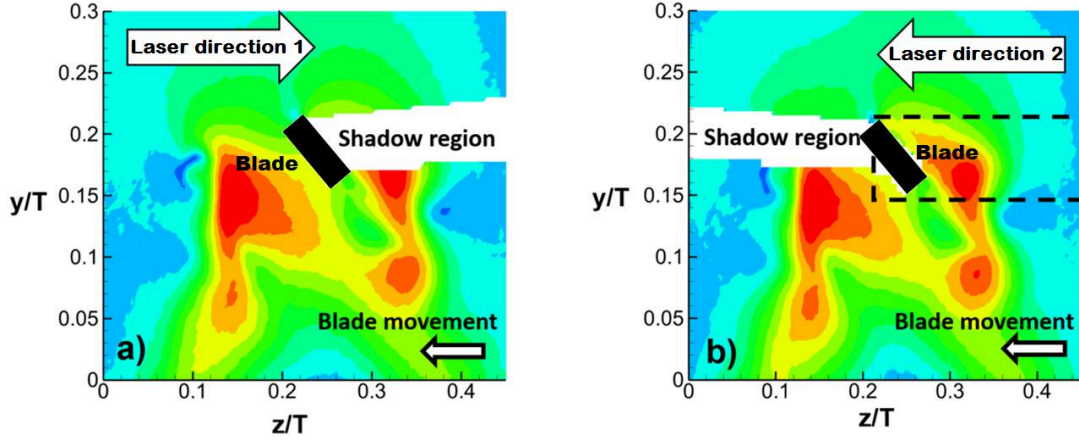 0.3
Laser direction 1
0.25
0.2
Shadow region
Blade
0.15
y/T
0.1
0.05
Blade movement
a)
0
0 0.1 0.2 0.3 0.4
z/T
0.3
Laser direction 2
0.25
0.2
Shadow region
Blade
0.15
y/T
0.1
0.05
Blade movement
b)
0
0 0.1 0.2 0.3 0.4
z/T